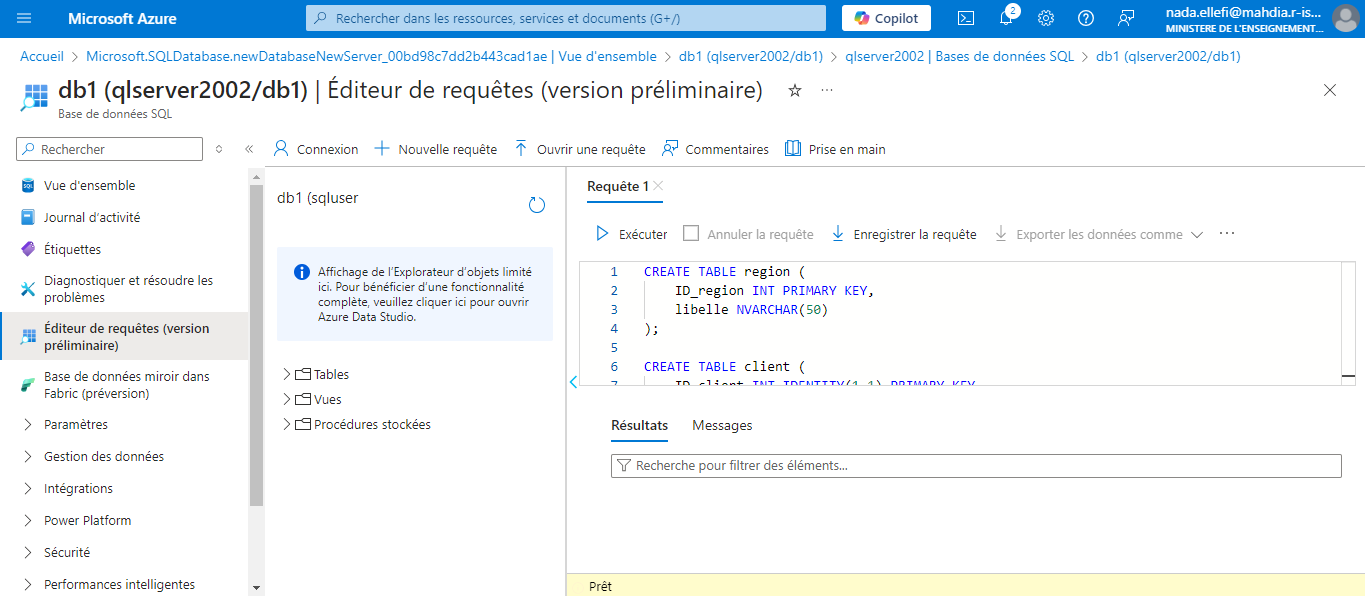 Microsoft Azure
Rechercher dans les ressources, services et documents (G+/)
Copilot
2
nada.ellefi@mahdia.r-is...
MINISTERE DE L'ENSEIGNEMENT...
Accueil > Microsoft.SQLDatabase.newDatabaseNewServer_00bd98c7dd2b443cad1ae | Vue d'ensemble > db1 (qlserver2002/db1) > qlserver2002 | Bases de données SQL > db1 (qlserver2002/db1)
db1 (qlserver2002/db1) | Éditeur de requêtes (version préliminaire)
Base de données SQL
Rechercher
Connexion
Nouvelle requête
Ouvrir une requête
Commentaires
Prise en main
Vue d'ensemble
Journal d'activité
Étiquettes
Diagnostiquer et résoudre les
problèmes
Éditeur de requêtes (version
préliminaire)
Base de données miroir dans
Fabric (préversion)
Paramètres
Gestion des données
Intégrations
Power Platform
Sécurité
Performances intelligentes
db1 (sqluser
SQL
Affichage de l'Explorateur d'objets limité
ici. Pour bénéficier d'une fonctionnalité
complète, veuillez cliquer ici pour ouvrir
Azure Data Studio.
Tables
Vues
Procédures stockées
Requête 1
Exécuter
Annuler la requête
Enregistrer la requête
Exporter les données comme
1 CREATE TABLE region (
2 ID_region INT PRIMARY KEY,
3 libelle NVARCHAR(50)
4 );
5
6 CREATE TABLE client (
7 ID_client INT IDENTITY(1,1) PRIMARY KEY
Résultats
Messages
Recherche pour filtrer des éléments...
Prêt